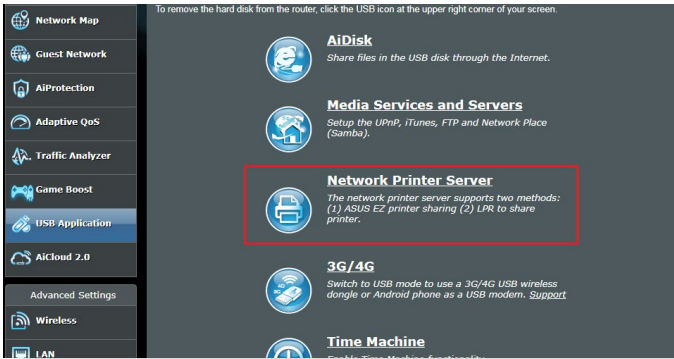 To remove the hard disk from the router, click the USB icon at the upper right corner of your screen.
Network Map
Guest Network
AiProtection
Adaptive QoS
Traffic Analyzer
Game Boost
USB Application
AiCloud 2.0
Advanced Settings
Wireless
LAN
AiDisk
Share files in the USB disk through the Internet.
Media Services and Servers
Setup the UPnP, iTunes, FTP and Network Place
(Samba).
Network Printer Server
The network printer server supports two methods:
(1) ASUS EZ printer sharing (2) LPR to share
printer.
3G/4G
Switch to USB mode to use a 3G/4G USB wireless
dongle or Android phone as a USB modem. Support
Time Machine
Enable Time Machine functionality.